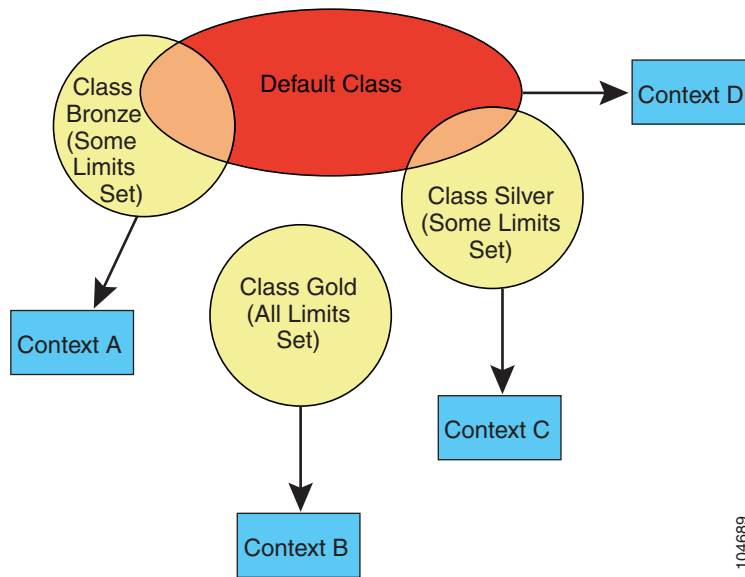 Default Class
Class
Bronze
(Some
Limits
Set)
Context D
Class Silver
(Some Limits
Set)
Class Gold
(All Limits
Set)
Context A
Context C
Context B
104689